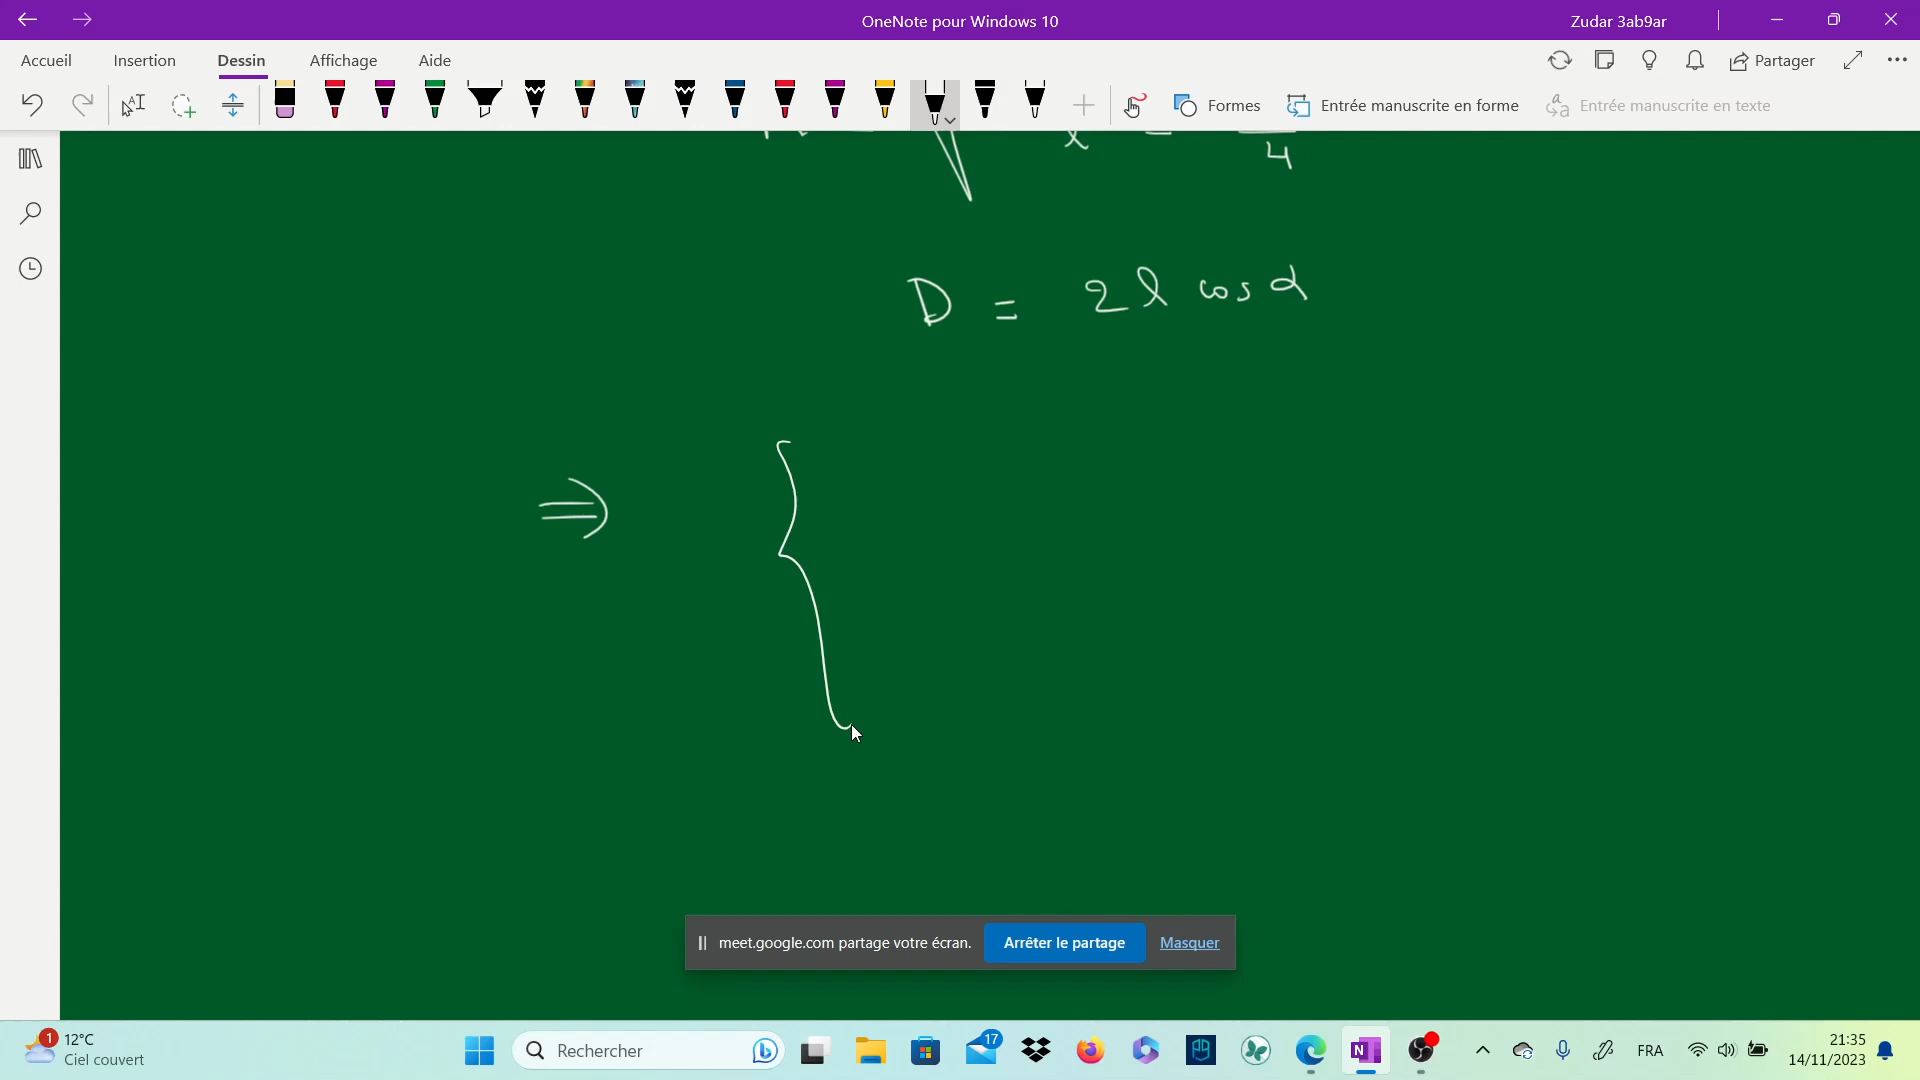 OneNote pour Windows 10
Zudar 3ab9ar
Accueil Insertion Dessin Affichage Aide
Partager
Formes Entrée manuscrite en forme Entrée manuscrite en texte
x = 
4
D = 2l cos α
⇒ {
meet.google.com partage votre écran. Arrêter le partage Masquer
1 12°C
Ciel couvert
Rechercher
17
FRA
21:35
14/11/2023